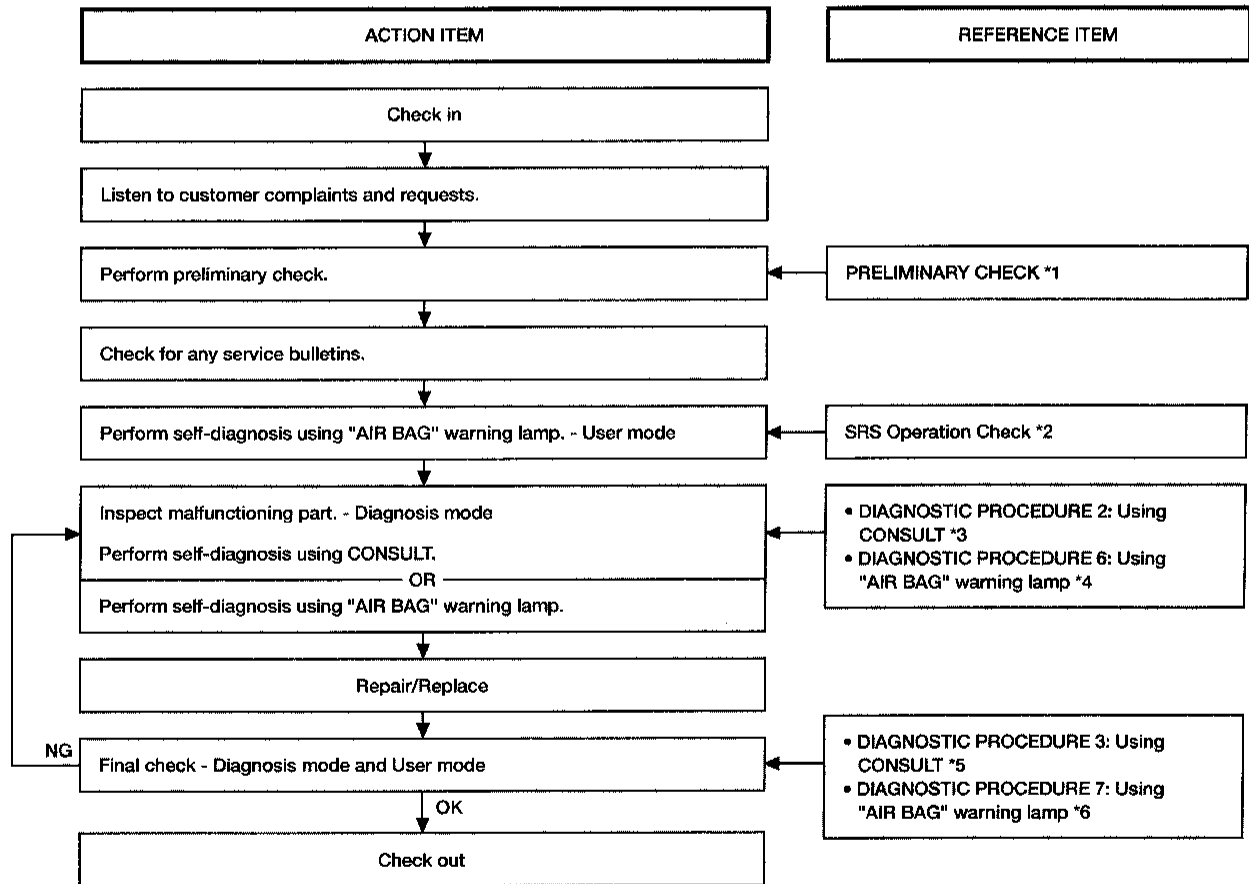 ACTION ITEM
REFERENCE ITEM
Check in
Listen to customer complaints and requests.
Perform preliminary check.
PRELIMINARY CHECK *1
Check for any service bulletins.
Perform self-diagnosis using "AIR BAG" warning lamp. - User mode
SRS Operation Check *2
Inspect malfunctioning part. - Diagnosis mode
Perform self-diagnosis using CONSULT.
OR
Perform self-diagnosis using "AIR BAG" warning lamp.
• DIAGNOSTIC PROCEDURE 2: Using
CONSULT *3
• DIAGNOSTIC PROCEDURE 6: Using
"AIR BAG" warning lamp *4
Repair/Replace
NG
Final check - Diagnosis mode and User mode
• DIAGNOSTIC PROCEDURE 3: Using
CONSULT *5
• DIAGNOSTIC PROCEDURE 7: Using
"AIR BAG" warning lamp *6
OK
Check out